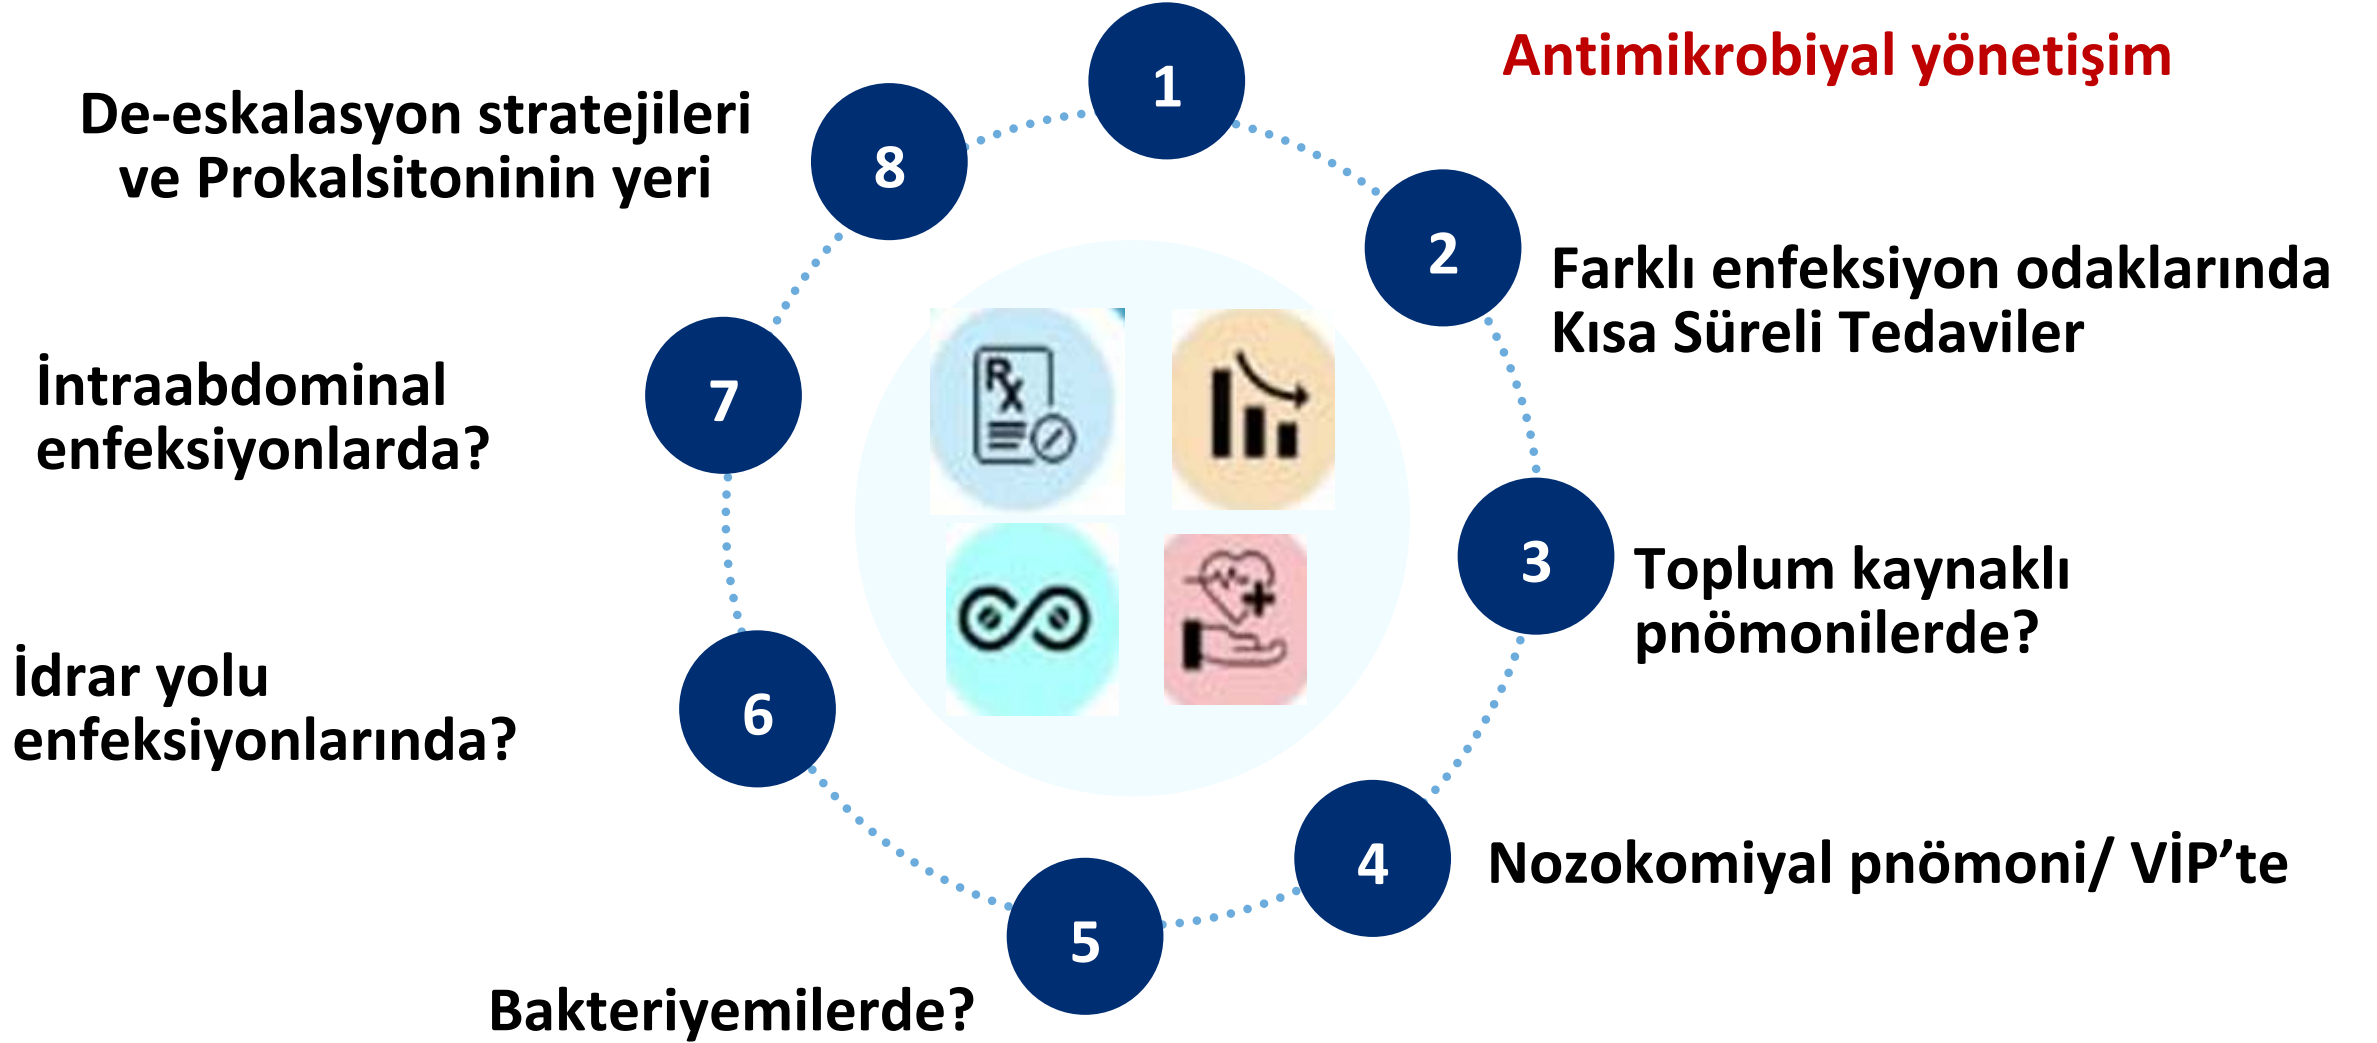 1
Antimikrobiyal yönetişim
2
Farklı enfeksiyon odaklarında
Kısa Süreli Tedaviler
3
Toplum kaynaklı
pnömonilerde?
4
Nozokomiyal pnömoni/ VİP’te
5
Bakteriyemilerde?
6
İdrar yolu
enfeksiyonlarında?
7
İntraabdominal
enfeksiyonlarda?
8
De-eskalasyon stratejileri
ve Prokalsitoninin yeri
Rx